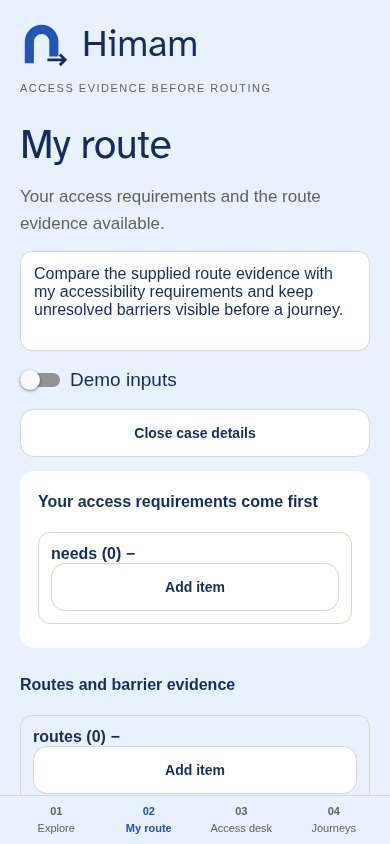 Himam
ACCESS EVIDENCE BEFORE ROUTING
My route
Your access requirements and the route
evidence available.
Compare the supplied route evidence with
my accessibility requirements and keep
unresolved barriers visible before a journey.
Demo inputs
Close case details
Your access requirements come first
needs (0) –
Add item
Routes and barrier evidence
routes (0) –
Add item
01 02 03 04
Explore My route Access desk Journeys